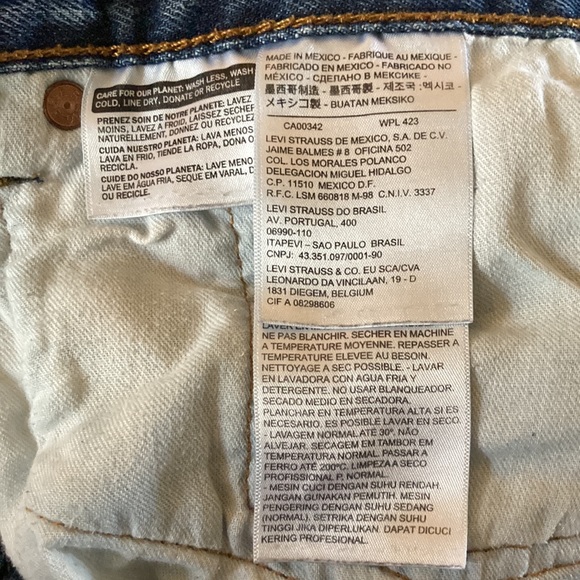 CARE FOR OUR PLANET: WASH LESS, WASH
COLD, LINE DRY, DONATE OR RECYCLE
PRENEZ SOIN DE NOTRE PLANETE: LAVEZ
MOINS, LAVEZ A FROID, LAISSEZ SECHER
NATURELLEMENT, DONNEZ OU RECYCLEZ
CUIDA NUESTRO PLANETA: LAVA MENOS
LAVA EN FRIO, TIENDE LA ROPA, DONA O
RECICLA.
CUIDE DO NOSSO PLANETA: LAVE MENO
LAVE EM ÁGUA FRIA, SEQUE EM VARAL, D
OU RECICLE.
MADE IN MEXICO - FABRIQUE AU MEXIQUE -
FABRICADO EN MEXICO - FABRICADO NO
MÉXICO - СДЕЛАНО В МЕКСИКЕ -
墨西哥制造 - 墨西哥製 - 제조국 :멕시코 -
メキシコ製 - BUATAN MEKSIKO
CA00342 WPL 423
LEVI STRAUSS DE MEXICO, S.A. DE C.V.
JAIME BALMES # 8 OFICINA 502
COL. LOS MORALES POLANCO
DELEGACION MIGUEL HIDALGO
C.P. 11510 MEXICO D.F.
R.F.C. LSM 660818 M-98 C.N.I.V. 3337
LEVI STRAUSS DO BRASIL
AV. PORTUGAL, 400
06990-110
ITAPEVI – SAO PAULO BRASIL
CNPJ: 43.351.097/0001-90
LEVI STRAUSS & CO. EU SCA/CVA
LEONARDO DA VINCILAAN, 19 - D
1831 DIEGEM, BELGIUM
CIF A 08298606
LAVER EN
NE PAS BLANCHIR. SECHER EN MACHINE
A TEMPERATURE MOYENNE. REPASSER A
TEMPERATURE ELEVEE AU BESOIN.
NETTOYAGE A SEC POSSIBLE. - LAVAR
EN LAVADORA CON AGUA FRIA Y
DETERGENTE. NO USAR BLANQUEADOR.
SECADO MEDIO EN SECADORA.
PLANCHAR EN TEMPERATURA ALTA SI ES
NECESARIO. ES POSIBLE LAVAR EN SECO.
- LAVAGEM NORMAL ATÉ 30º. NÃO
ALVEJAR. SECAGEM EM TAMBOR EM
TEMPERATURA NORMAL. PASSAR A
FERRO ATÉ 200ºC. LIMPEZA A SECO
PROFISSIONAL P, NORMAL.
- MESIN CUCI DENGAN SUHU RENDAH.
JANGAN GUNAKAN PEMUTIH. MESIN
PENGERING DENGAN SUHU SEDANG
(NORMAL). SETRIKA DENGAN SUHU
TINGGI JIKA DIPERLUKAN. DAPAT DICUCI
KERING PROFESIONAL.